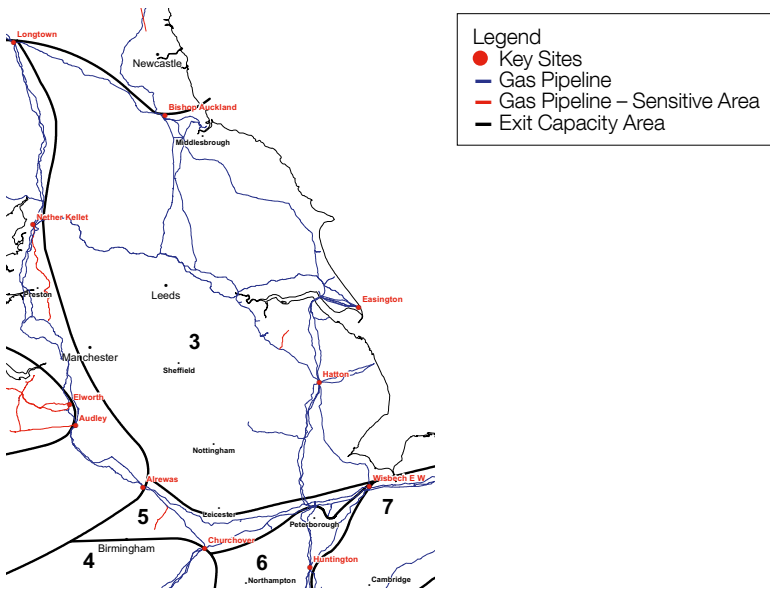 Longtown
Newcastle
Bishop Auckland
Middlesbrough
Nether Kellet
Preston
Leeds
Easington
3
Manchester
Sheffield
Hatton
Elworth
Audley
Nottingham
Alrewas
Wisbech E W
Leicester
5
Peterborough
7
Churchover
Birmingham
4
6
Huntington
Northampton
Cambridge
Legend
Key Sites
Gas Pipeline
Gas Pipeline – Sensitive Area
Exit Capacity Area